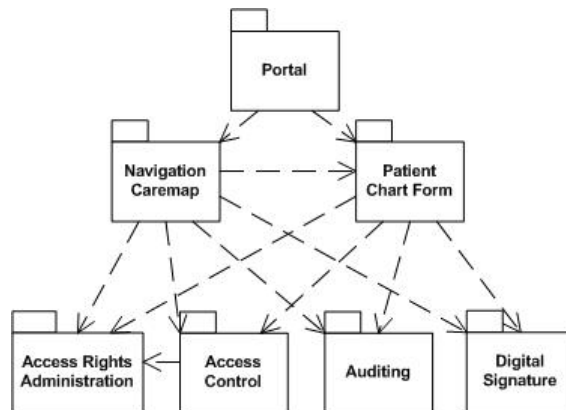 Portal
Navigation
Caremap
Patient
Chart Form
Access Rights
Administration
Access
Control
Auditing
Digital
Signature